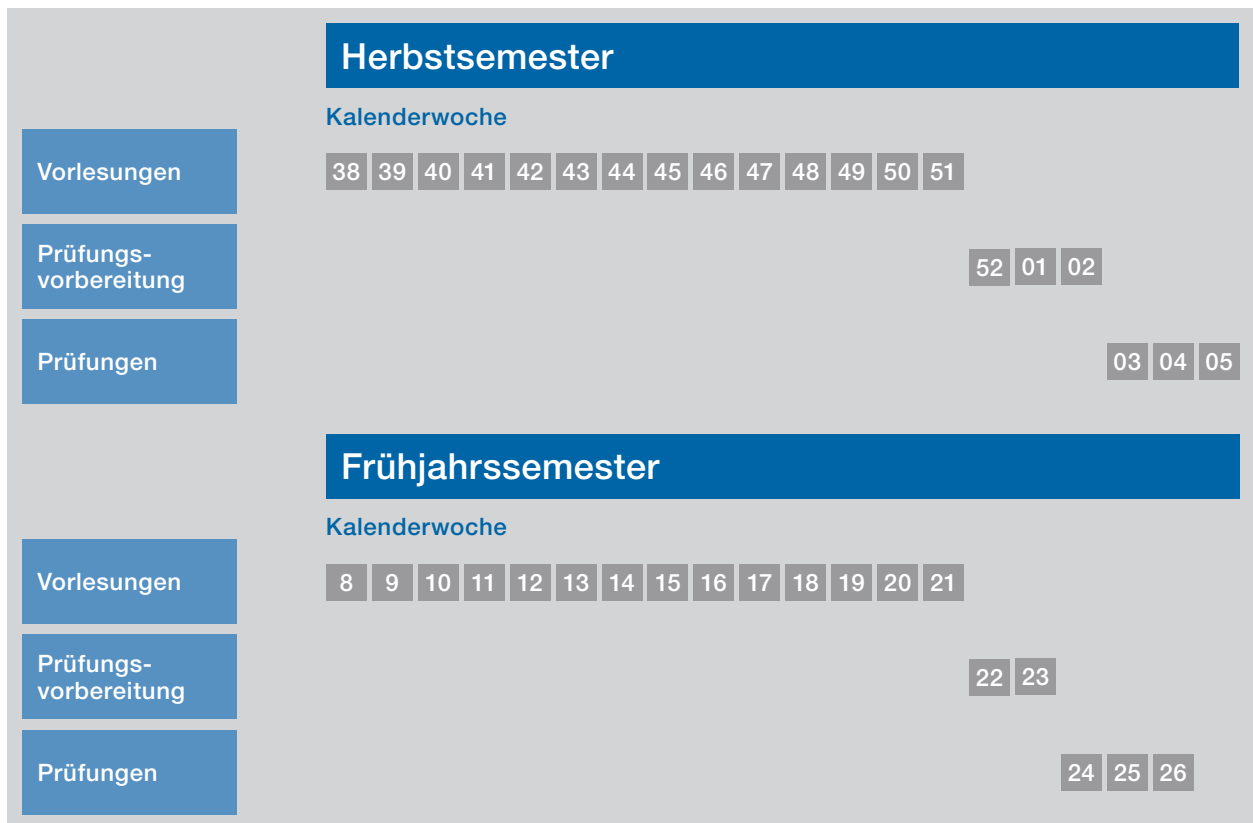 Herbstsemester
Kalenderwoche
Vorlesungen
38 39 40 41 42 43 44 45 46 47 48 49 50 51
Prüfungs-
vorbereitung
52 01 02
Prüfungen
03 04 05
Frühjahrssemester
Kalenderwoche
Vorlesungen
8 9 10 11 12 13 14 15 16 17 18 19 20 21
Prüfungs-
vorbereitung
22 23
Prüfungen
24 25 26